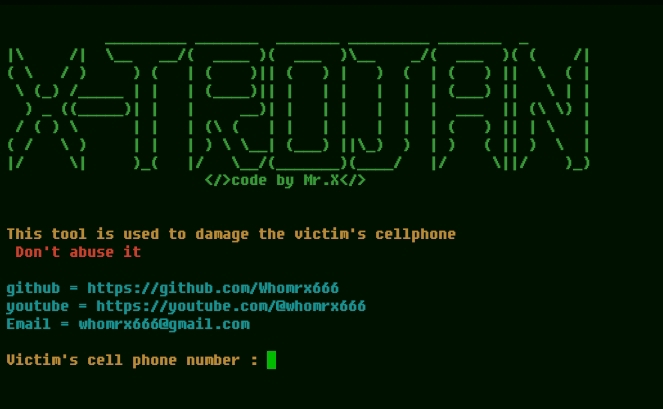 X-TROJAN
</>code by Mr.X</>
This tool is used to damage the victim's cellphone
Don't abuse it
github = https://github.com/Whomrx666
youtube = https://youtube.com/@whomrx666
Email = whomrx666@gmail.com
Victim's cell phone number :